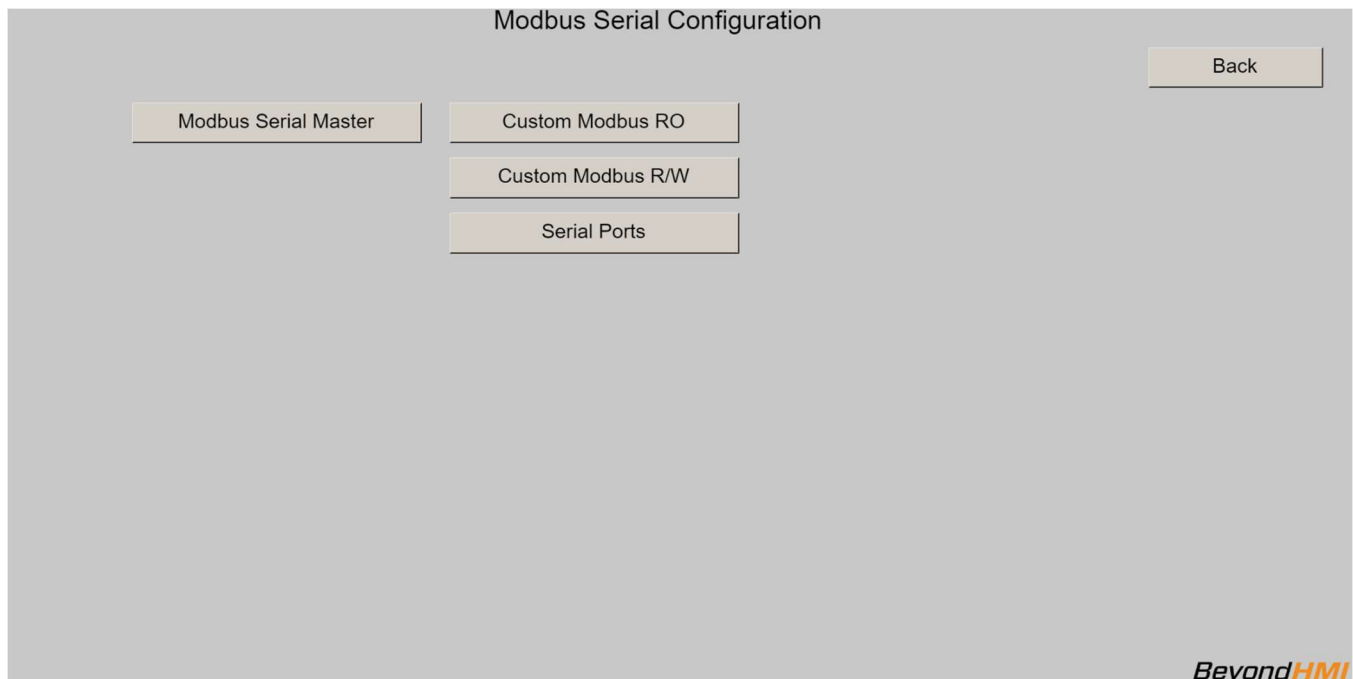 Modbus Serial Configuration
Back
Modbus Serial Master
Custom Modbus RO
Custom Modbus R/W
Serial Ports
BeyondHMI